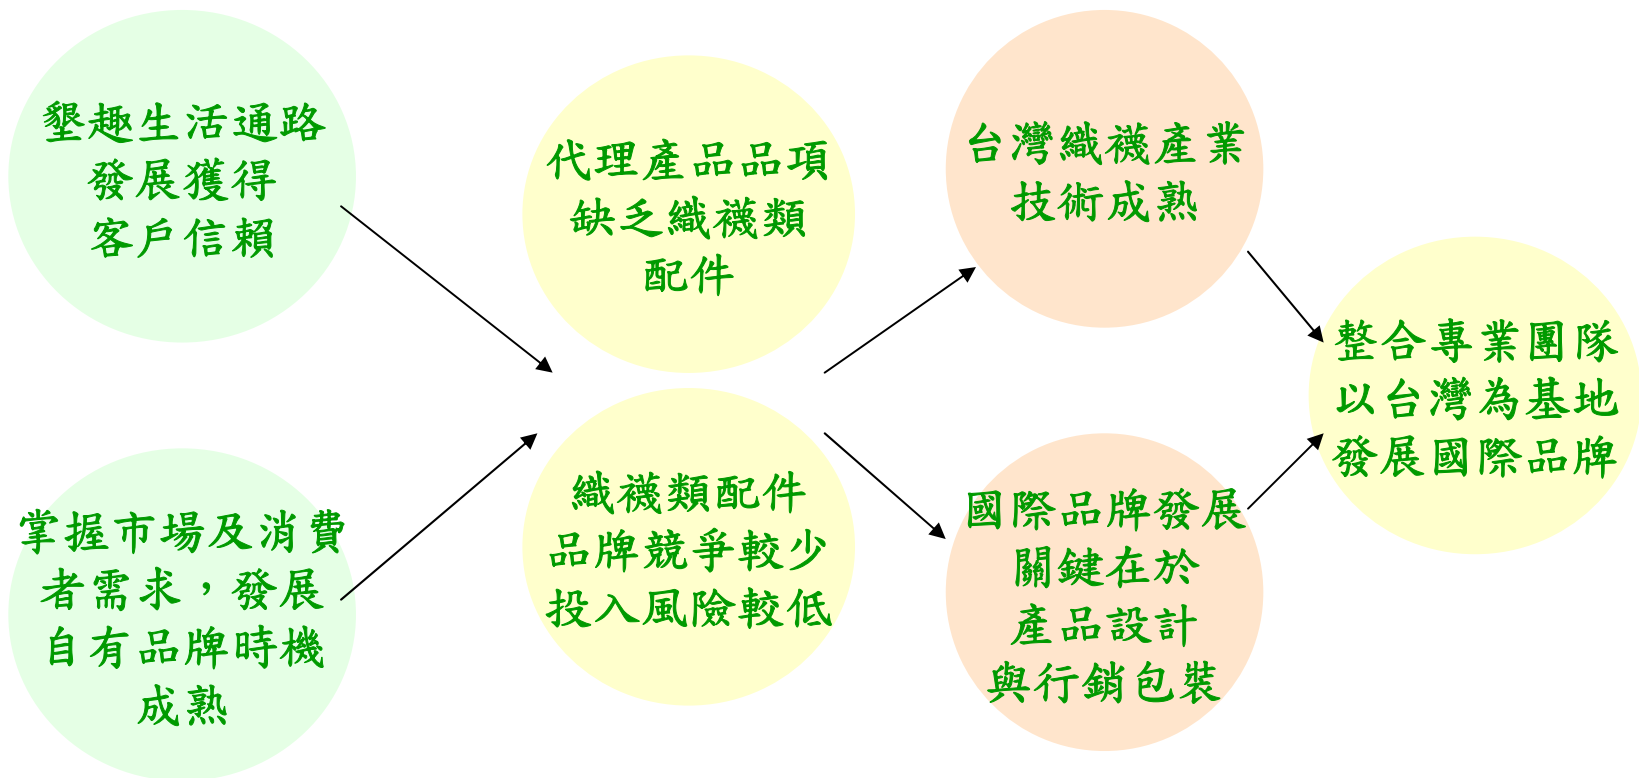 墾趣生活通路
發展獲得
客戶信賴
掌握市場及消費
者需求，發展
自有品牌時機
成熟
代理產品品項
缺乏織襪類
配件
織襪類配件
品牌競爭較少
投入風險較低
台灣織襪產業
技術成熟
國際品牌發展
關鍵在於
產品設計
與行銷包裝
整合專業團隊
以台灣為基地
發展國際品牌